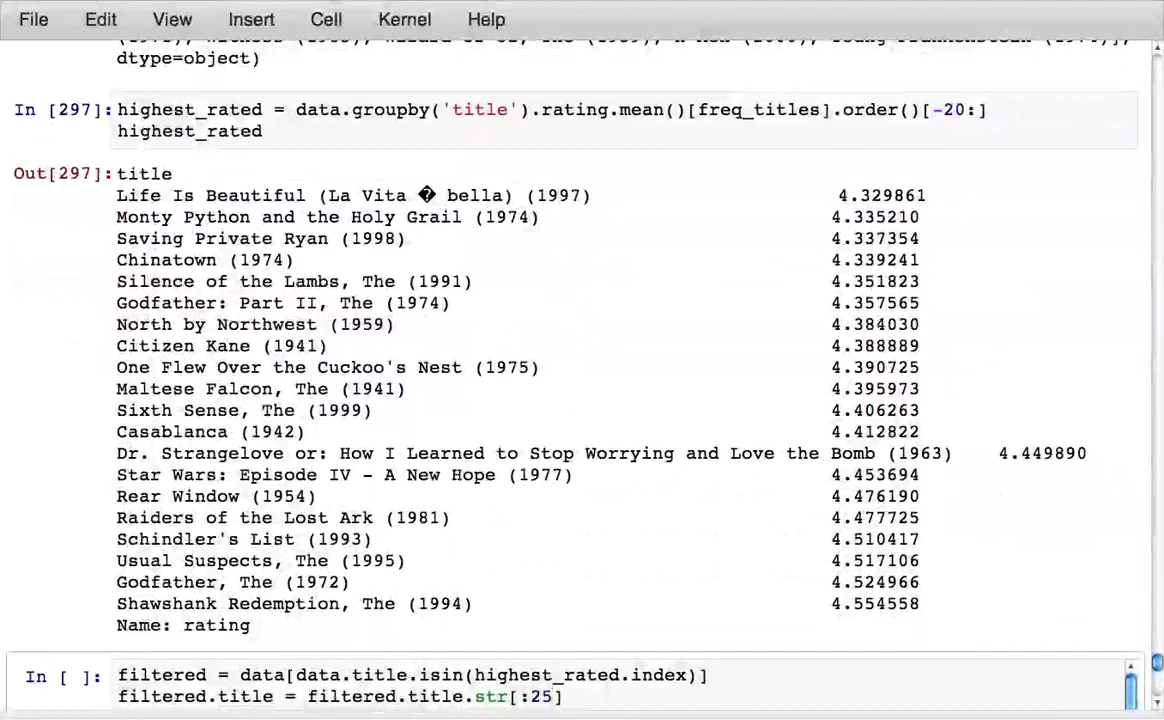 File Edit View Insert Cell Kernel Help
dtype=object)
In [297]: highest_rated = data.groupby('title').rating.mean()[freq_titles].order()[-20:]
highest_rated
Out[297]: title
Life Is Beautiful (La Vita � bella) (1997) 4.329861
Monty Python and the Holy Grail (1974) 4.335210
Saving Private Ryan (1998) 4.337354
Chinatown (1974) 4.339241
Silence of the Lambs, The (1991) 4.351823
Godfather: Part II, The (1974) 4.357565
North by Northwest (1959) 4.384030
Citizen Kane (1941) 4.388889
One Flew Over the Cuckoo's Nest (1975) 4.390725
Maltese Falcon, The (1941) 4.395973
Sixth Sense, The (1999) 4.406263
Casablanca (1942) 4.412822
Dr. Strangelove or: How I Learned to Stop Worrying and Love the Bomb (1963) 4.449890
Star Wars: Episode IV - A New Hope (1977) 4.453694
Rear Window (1954) 4.476190
Raiders of the Lost Ark (1981) 4.477725
Schindler's List (1993) 4.510417
Usual Suspects, The (1995) 4.517106
Godfather, The (1972) 4.524966
Shawshank Redemption, The (1994) 4.554558
Name: rating
In [ ]: filtered = data[data.title.isin(highest_rated.index)]
filtered.title = filtered.title.str[:25]